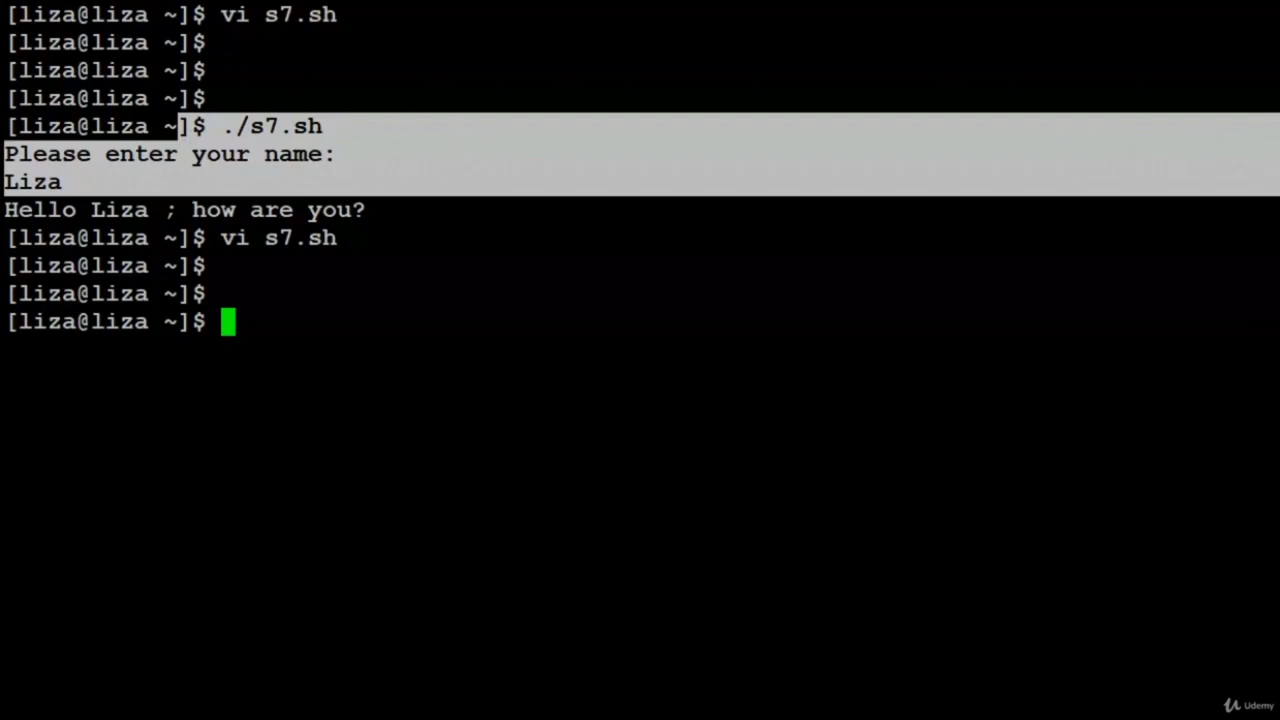 [liza@liza ~]$ vi s7.sh
[liza@liza ~]$
[liza@liza ~]$
[liza@liza ~]$
[liza@liza ~]$ ./s7.sh
Please enter your name:
Liza
Hello Liza ; how are you?
[liza@liza ~]$ vi s7.sh
[liza@liza ~]$
[liza@liza ~]$
[liza@liza ~]$
Udemy